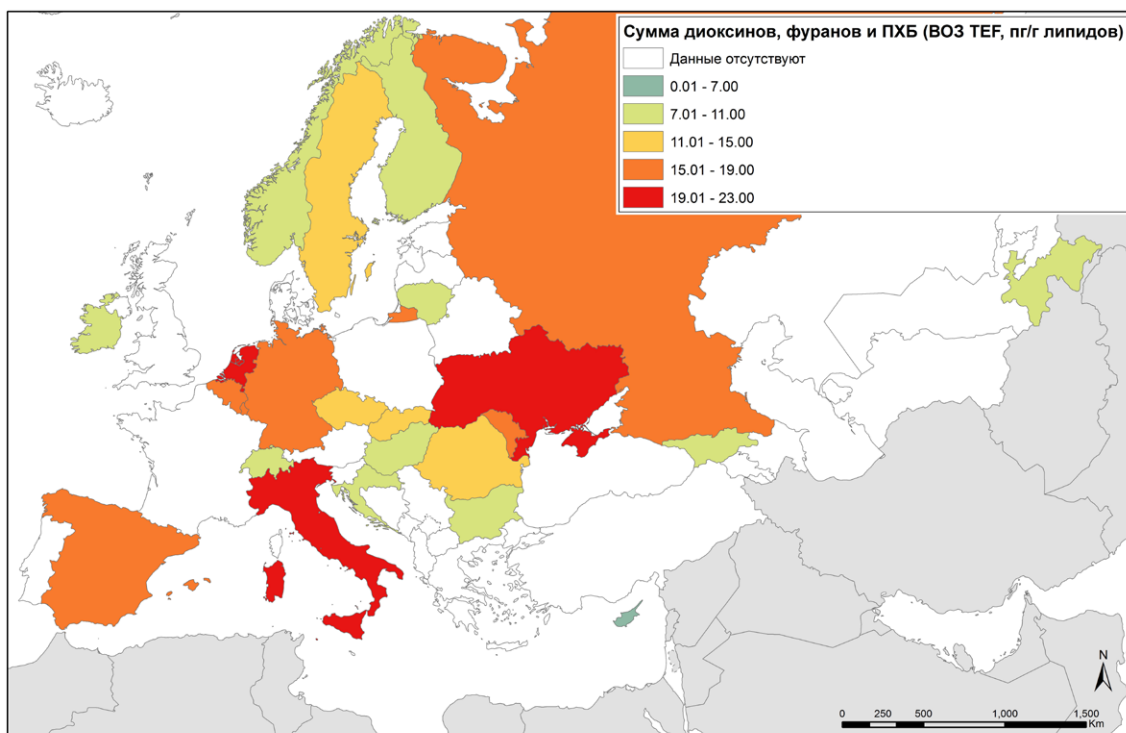 Сумма диоксинов, фуранов и ПХБ (ВОЗ TEF, пг/г липидов)
Данные отсутствуют
0.01 - 7.00
7.01 - 11.00
11.01 - 15.00
15.01 - 19.00
19.01 - 23.00
N
0 250 500 1,000 1,500
Km